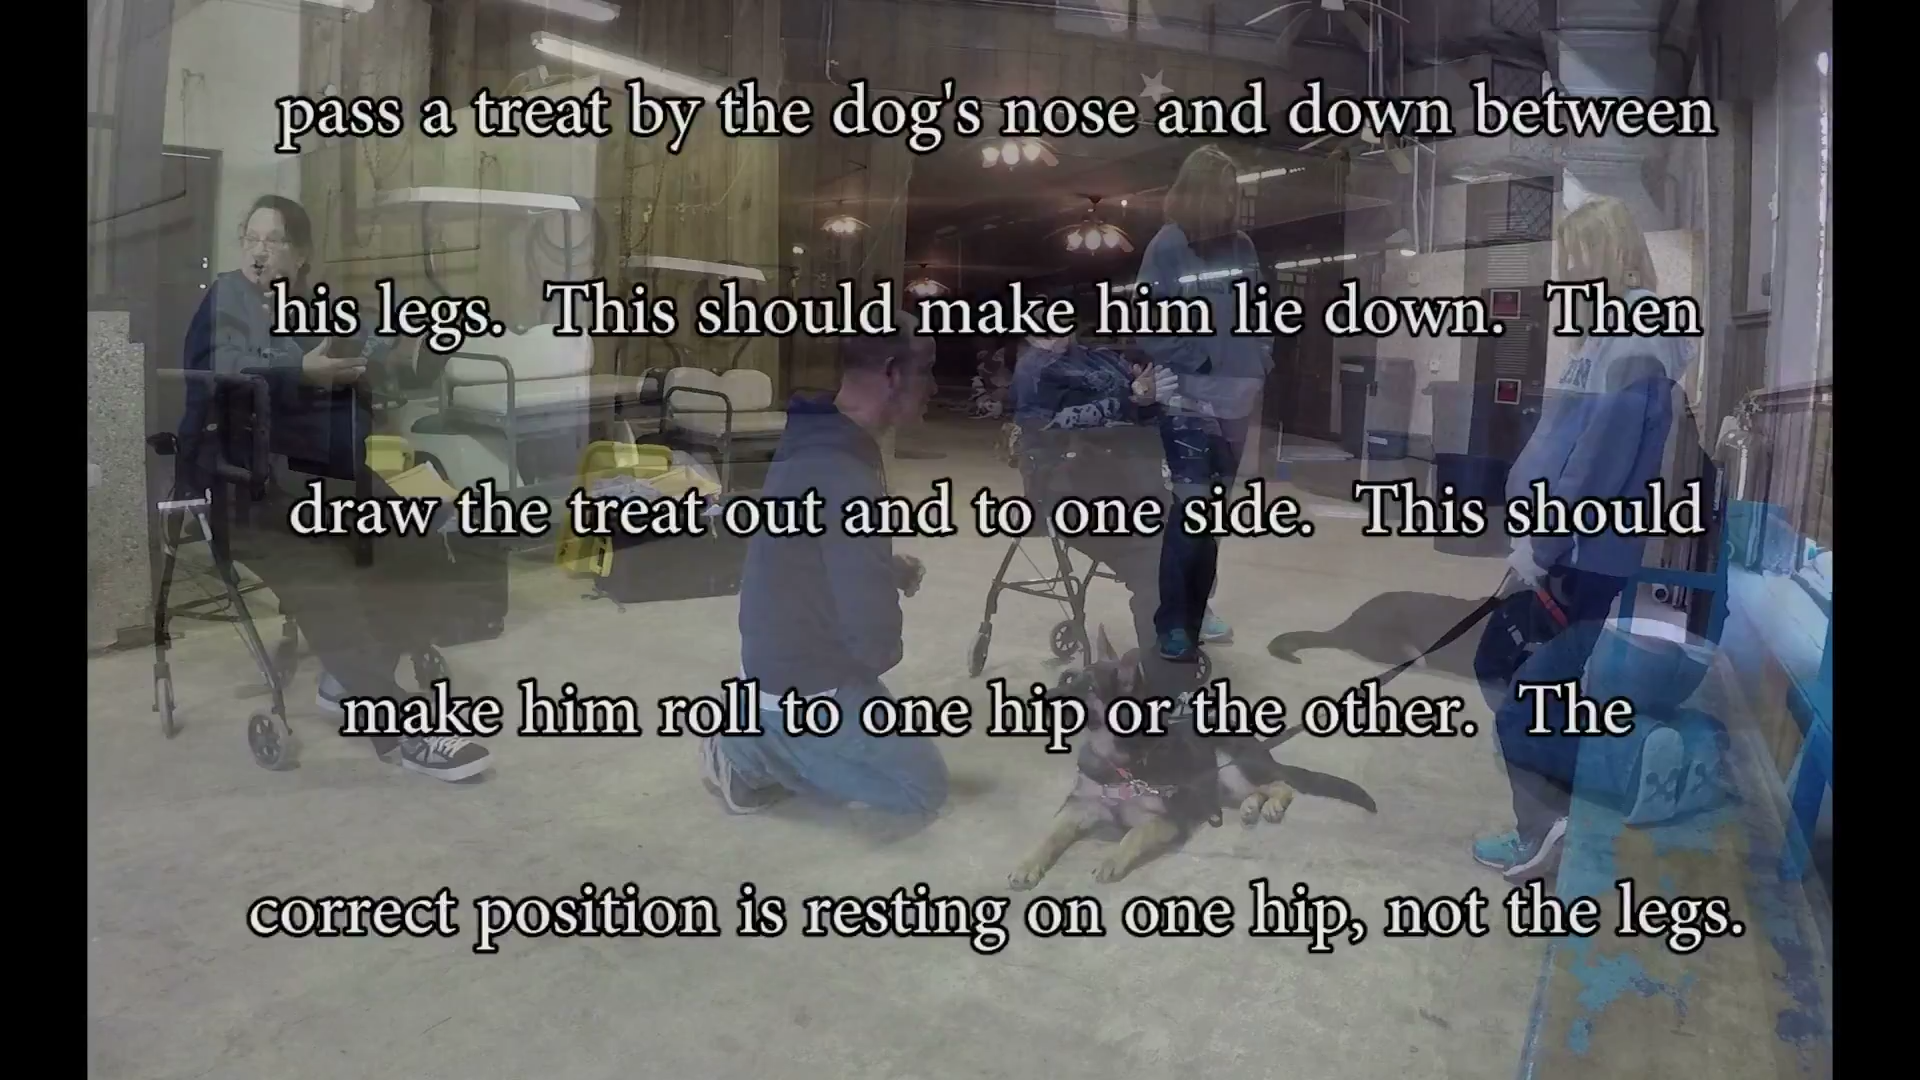 pass a treat by the dog's nose and down between
his legs.  This should make him lie down.  Then
draw the treat out and to one side.  This should
make him roll to one hip or the other.  The
correct position is resting on one hip, not the legs.